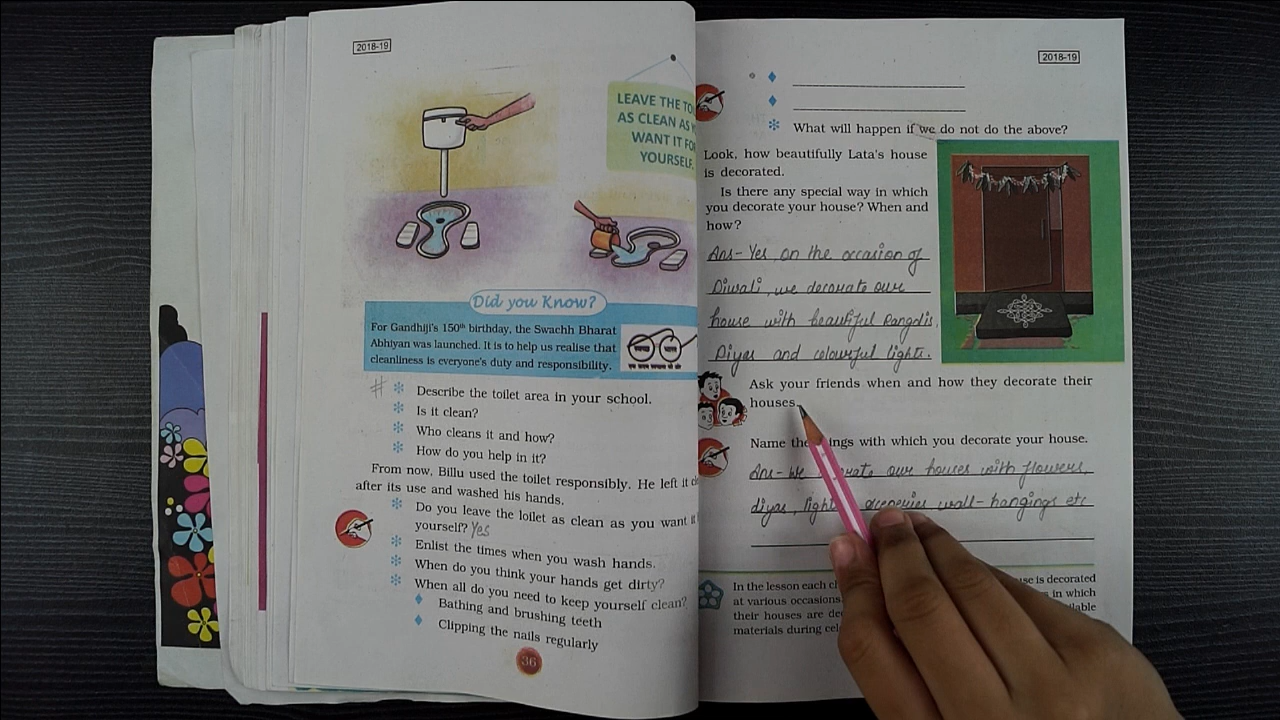 2018-19
LEAVE THE
AS CLEAN AS
WANT IT
YOURSELF.
Did you Know?
For Gandhiji's 150th birthday, the Swachh Bharat
Abhiyan was launched. It is to help us realise that
cleanliness is everyone's duty and responsibility.
# Describe the toilet area in your school.
Is it clean?
Who cleans it and how?
How do you help in it?
From now, Billu used the toilet responsibly. He left it
after its use and washed his hands.
Do you leave the toilet as clean as you want it
yourself? Yes
Enlist the times when you wash hands.
When do you think your hands get dirty?
When all do you need to keep yourself clean?
Bathing and brushing teeth
Clipping the nails regularly
36
2018-19
What will happen if we do not do the above?
Look, how beautifully Lata's house
is decorated.
Is there any special way in which
you decorate your house? When and
how?
Ans- Yes, on the occasion of
Diwali, we decorate our
house with beautiful Rangolis,
Diyas and colourful lights.
Ask your friends when and how they decorate their
houses.
Name the which you decorate your house.
Ans- We our houses with flowers,
diyas, sceneries wall-hangings etc
In the lesson each is decorated
at various occasions in which
their houses are
materials during